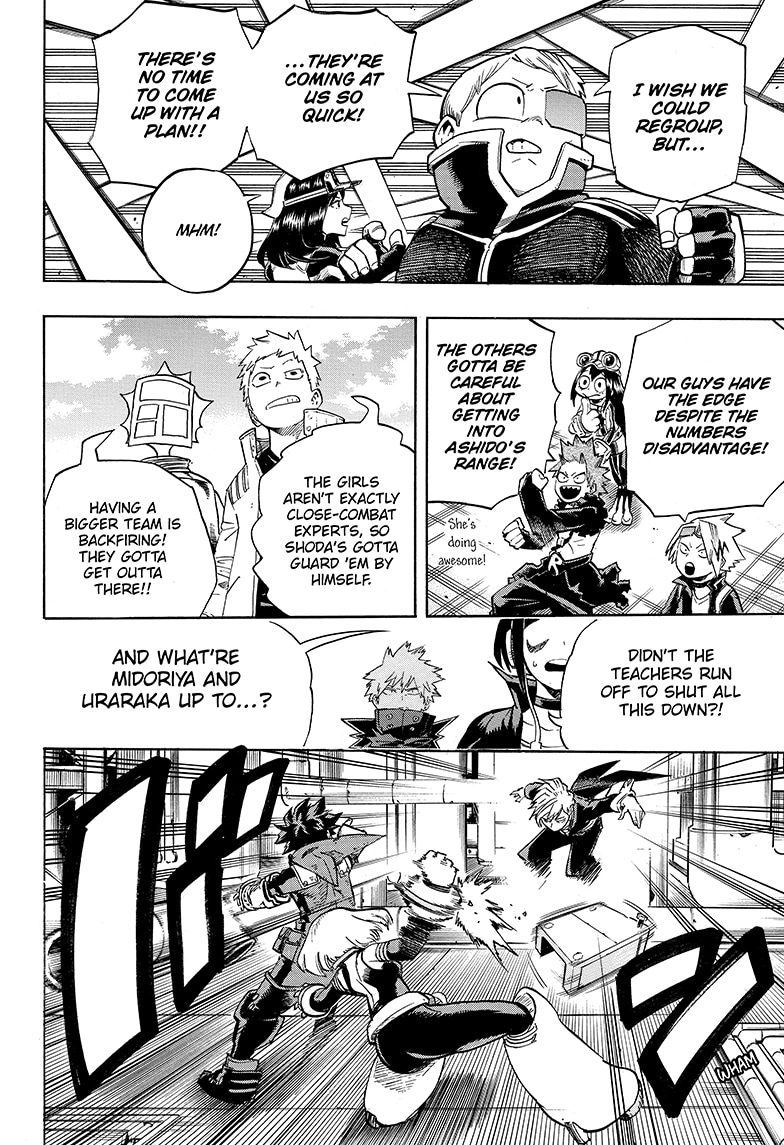 I WISH WE
COULD
REGROUP,
BUT...
...THEY'RE
COMING AT
US SO
QUICK!
THERE'S
NO TIME
TO COME
UP WITH A
PLAN!!
MHM!
OUR GUYS HAVE
THE EDGE
DESPITE THE
NUMBERS
DISADVANTAGE!
THE OTHERS
GOTTA BE
CAREFUL
ABOUT
GETTING
INTO
ASHIDO'S
RANGE!
She's
doing
awesome!
THE GIRLS
AREN'T EXACTLY
CLOSE-COMBAT
EXPERTS, SO
SHODA'S GOTTA
GUARD 'EM BY
HIMSELF.
HAVING A
BIGGER TEAM IS
BACKFIRING!
THEY GOTTA
GET OUTTA
THERE!!
DIDN'T THE
TEACHERS RUN
OFF TO SHUT ALL
THIS DOWN?!
AND WHAT'RE
MIDORIYA AND
URARAKA UP TO...?
バガッン
WHAM